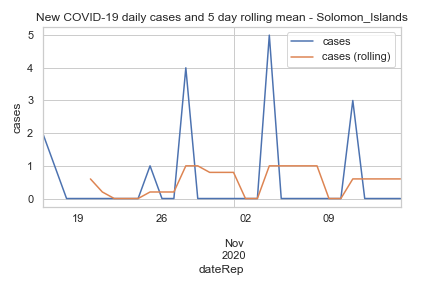 New COVID-19 daily cases and 5 day rolling mean - Solomon_Islands
cases
cases (rolling)
5
4
3
2
1
0
cases
19
26
02
09
Nov
2020
dateRep